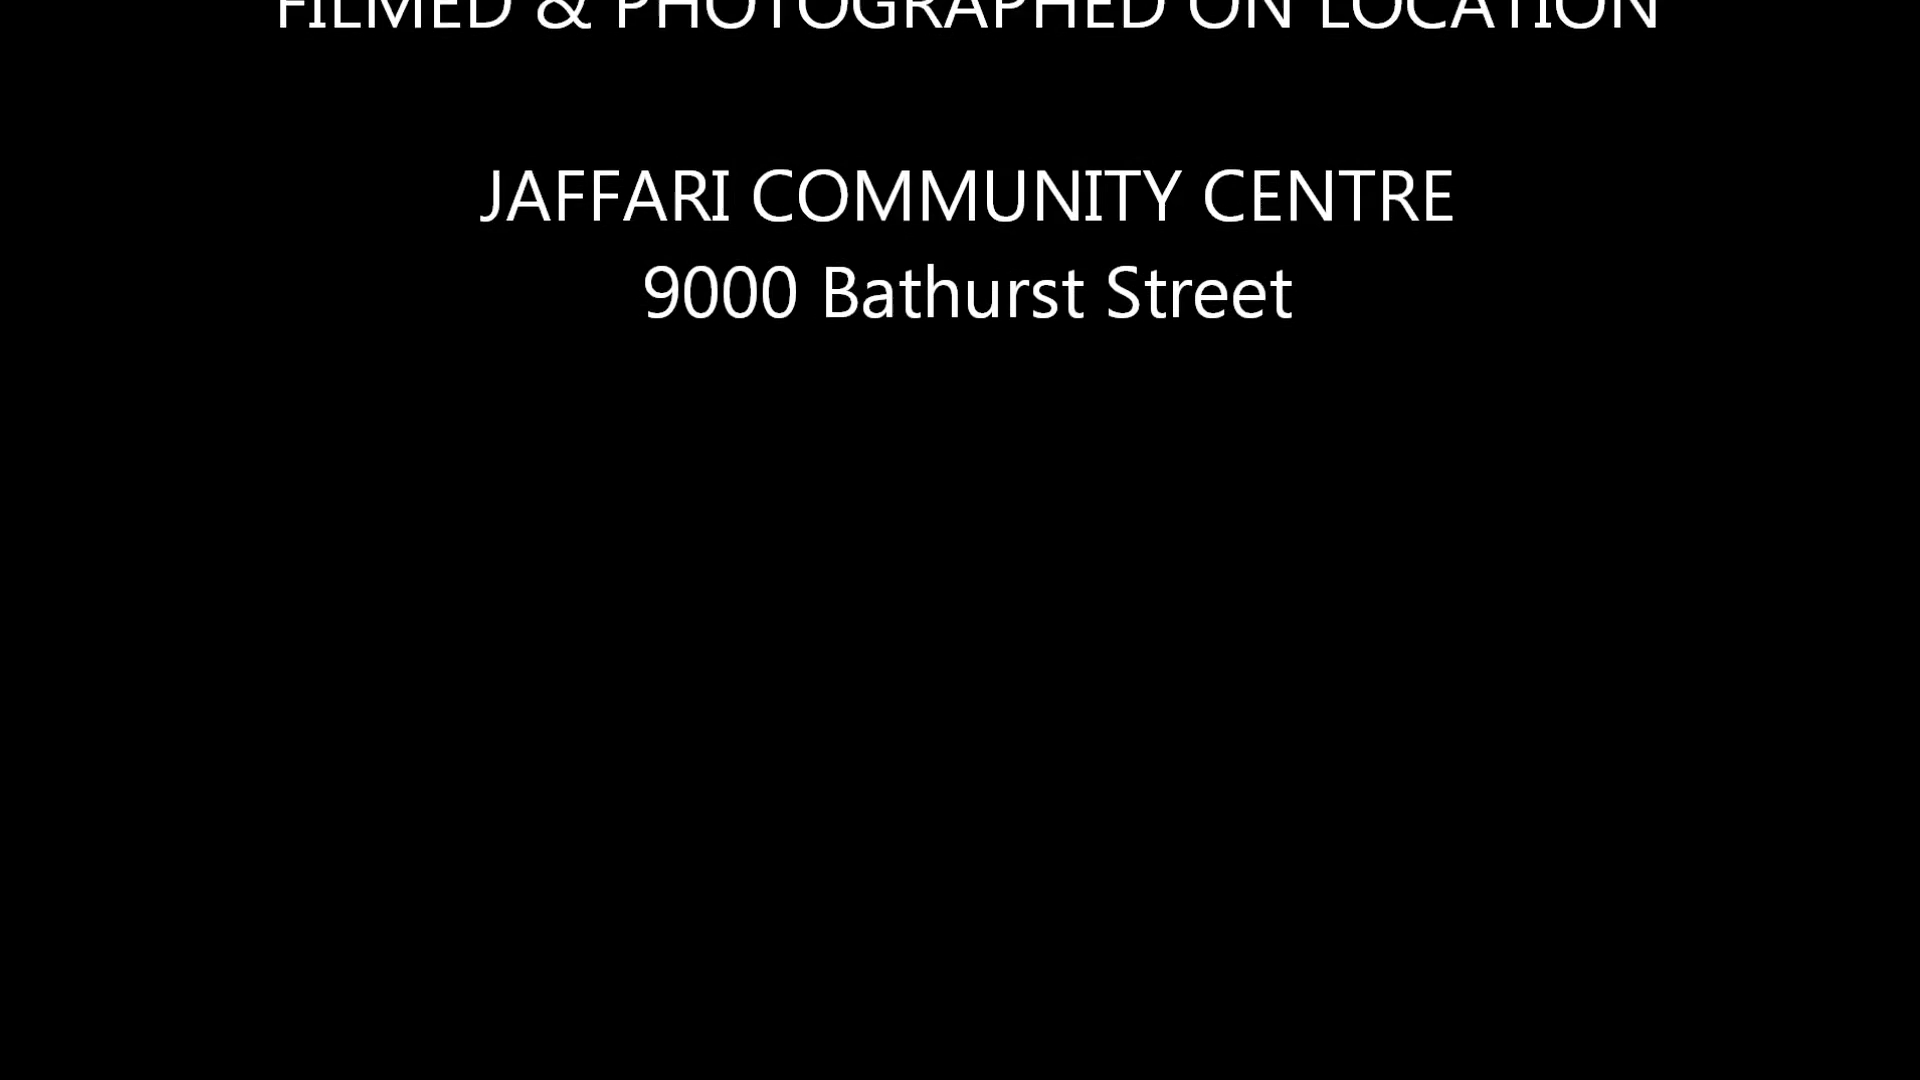 FILMED & PHOTOGRAPHED ON LOCATION
JAFFARI COMMUNITY CENTRE
9000 Bathurst Street